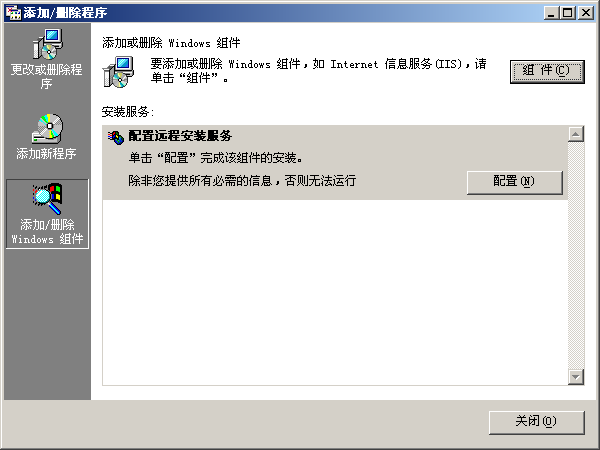 添加/删除程序
更改或删除程
序
添加新程序
添加/删除
Windows 组件
添加或删除 Windows 组件
要添加或删除 Windows 组件,如 Internet 信息服务(IIS),请
单击“组件”。
组件(C)
安装服务:
配置远程安装服务
单击“配置”完成该组件的安装。
除非您提供所有必需的信息,否则无法运行
配置(N)
关闭(O)